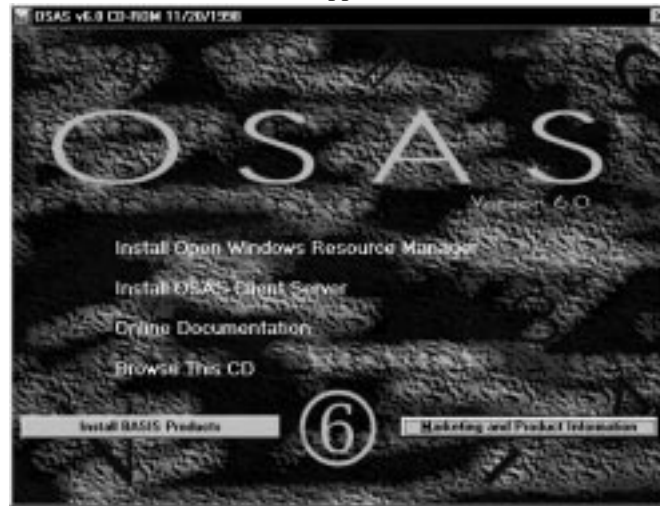 OSAS v6.0 CD-ROM 11/20/1998
O S A S
Version 6.0
Install Open Windows Resource Manager
Install OSAS Client Server
Online Documentation
Browse This CD
6
Install BASIS Products
Marketing and Product Information